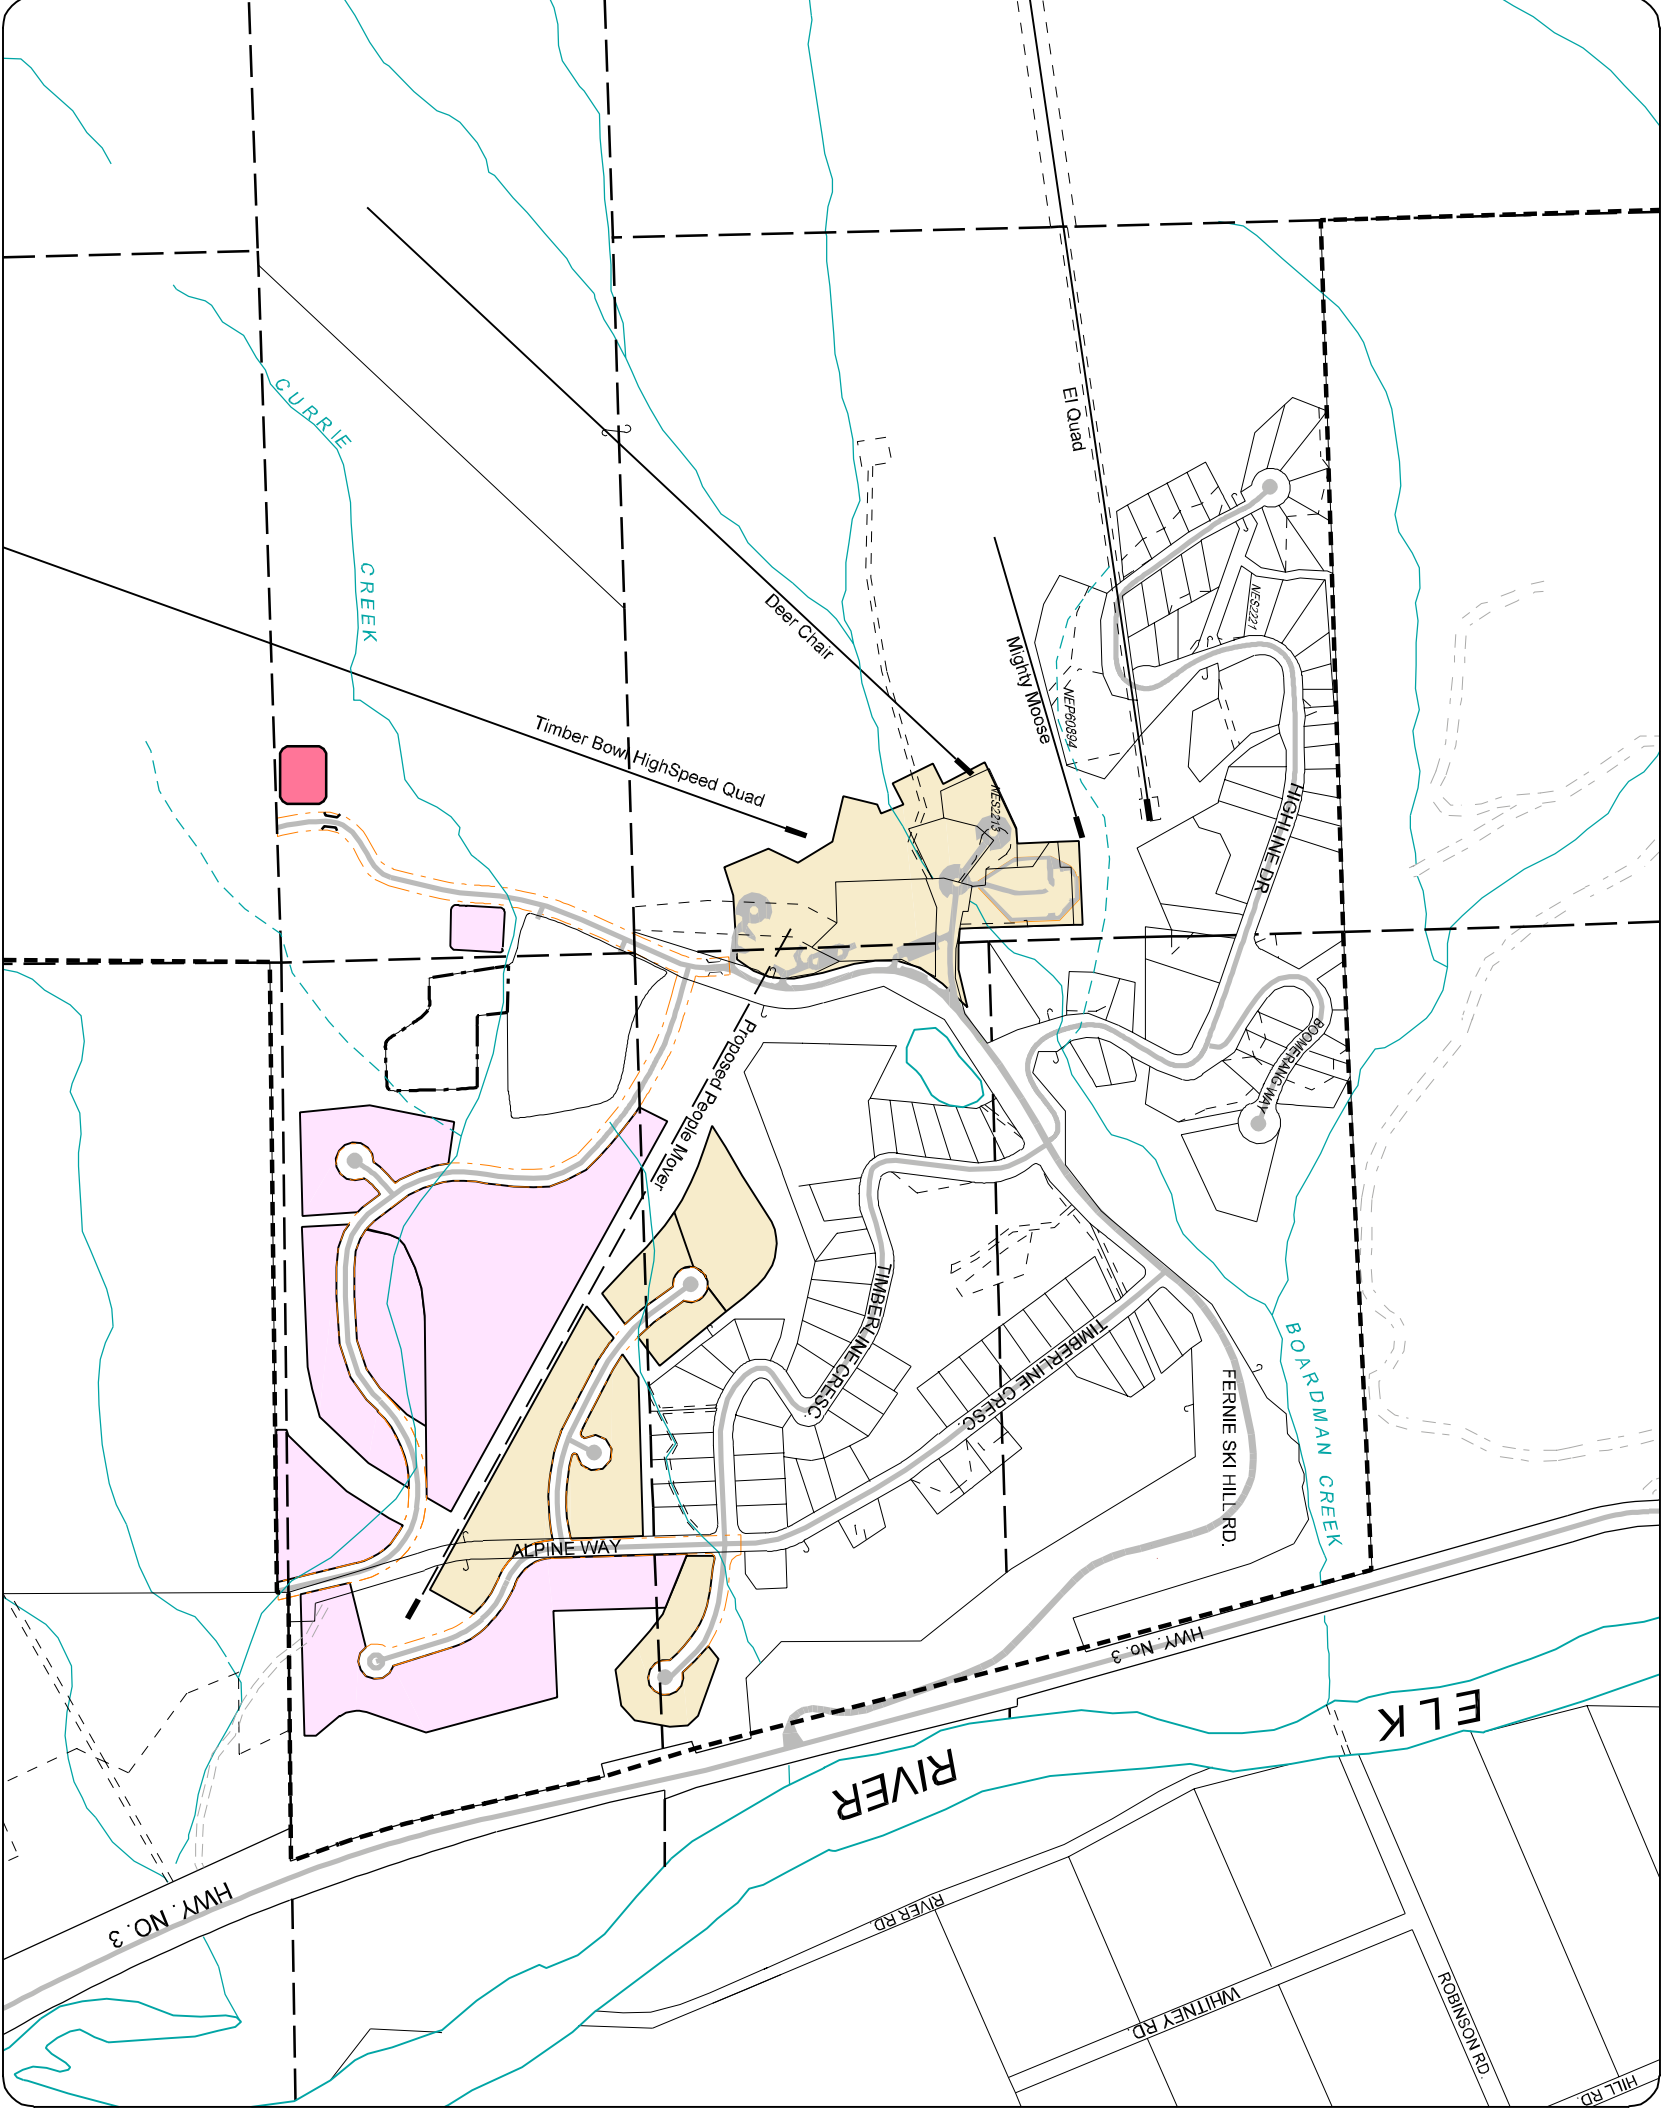 CURRIE
CREEK
El Quad
Deer Chair
Mighty Moose
NES2221
NEP60894
Timber Bowl HighSpeed Quad
NES2213
HIGHLINE DR
BOOMERANG WAY
Proposed People Mover
TIMBERLINE CRESC.
TIMBERLINE CRESC.
FERNIE SKI HILL RD.
BOARDMAN CREEK
ALPINE WAY
HWY. No. 3
ELK
RIVER
HWY. NO. 3
RIVER RD.
WHITNEY RD.
ROBINSON RD.
HILL RD.